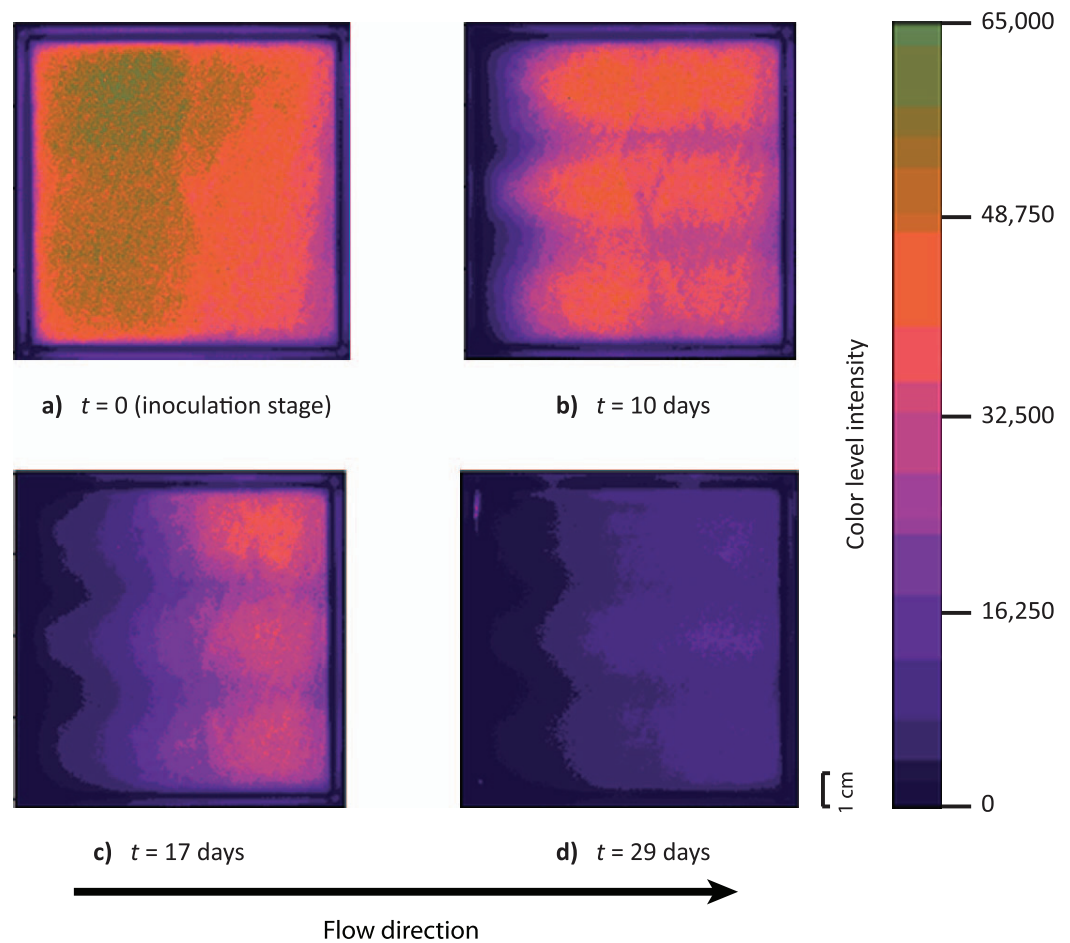 65,000
48,750
32,500
16,250
0
Color level intensity
a) t = 0 (inoculation stage)
b) t = 10 days
1 cm
c) t = 17 days
d) t = 29 days
Flow direction